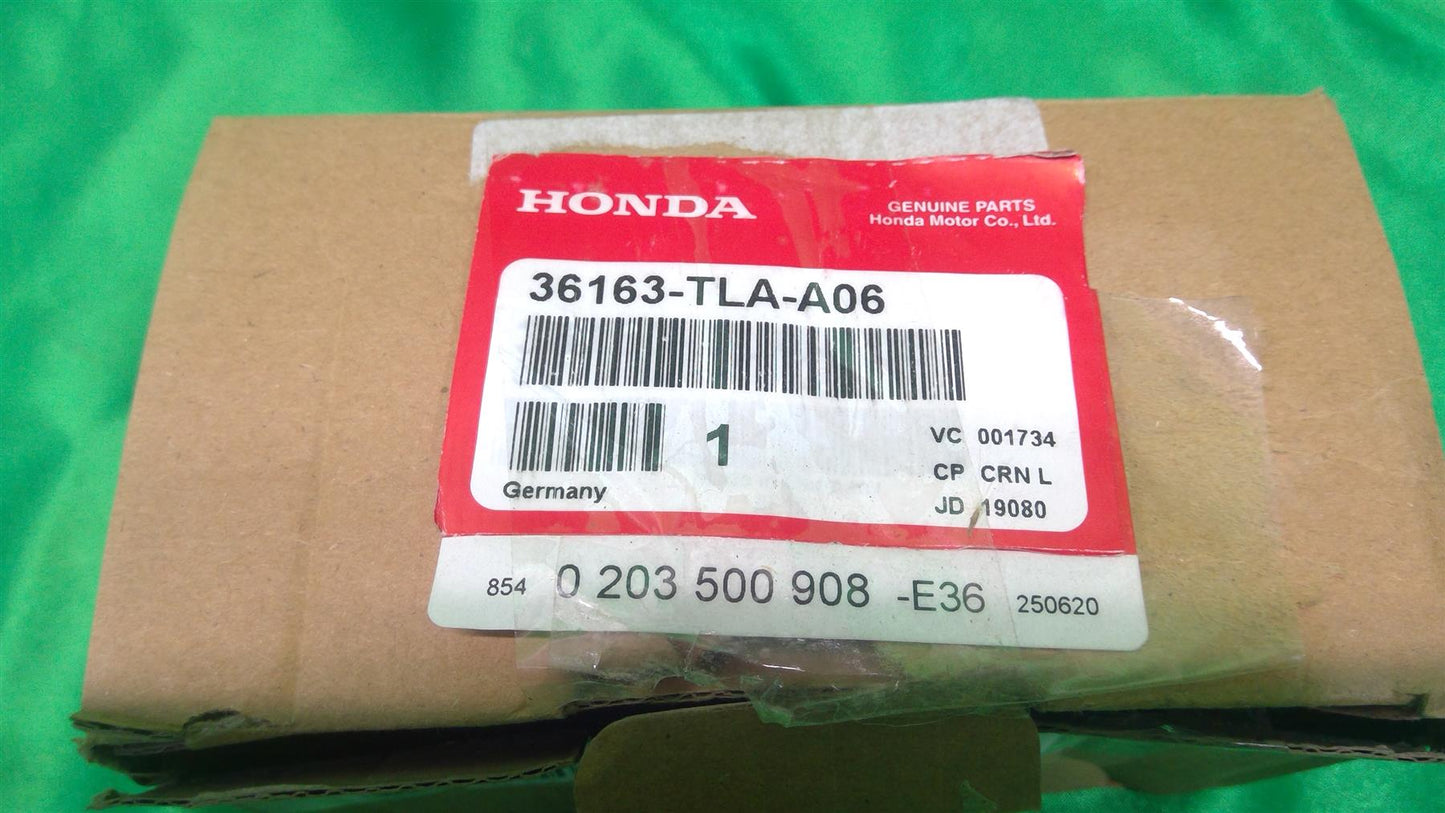 HONDA
GENUINE PARTS
Honda Motor Co., Ltd.
36163-TLA-A06
1
VC 001734
CP CRN L
Germany
JD 19080
854 0 203 500 908 -E36 250620